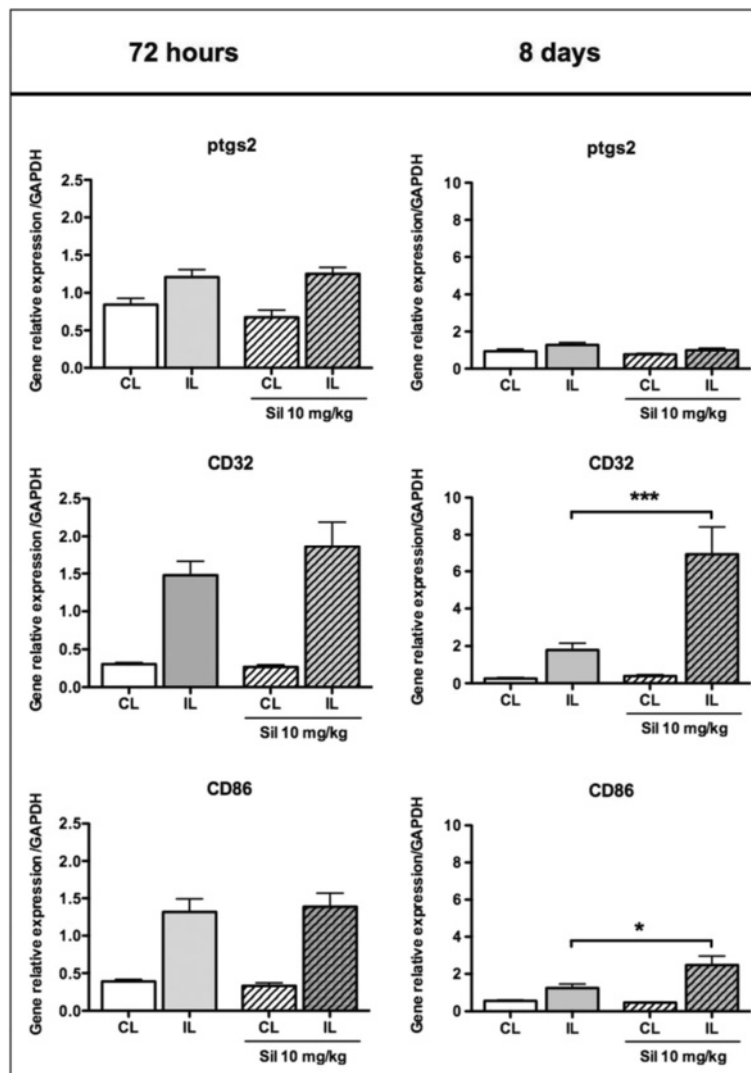 72 hours 8 days
ptgs2
Gene relative expression /GAPDH
2.5
2.0
1.5
1.0
0.5
0.0
CL IL CL IL
Sil 10 mg/kg
ptgs2
Gene relative expression/GAPDH
10
8
6
4
2
0
CL IL CL IL
Sil 10 mg/kg
CD32
Gene relative expression /GAPDH
2.5
2.0
1.5
1.0
0.5
0.0
CL IL CL IL
Sil 10 mg/kg
CD32
Gene relative expression/GAPDH
10
8
6
4
2
0
***
CL IL CL IL
Sil 10 mg/kg
CD86
Gene relative expression /GAPDH
2.5
2.0
1.5
1.0
0.5
0.0
CL IL CL IL
Sil 10 mg/kg
CD86
Gene relative expression/GAPDH
10
8
6
4
2
0
*
CL IL CL IL
Sil 10 mg/kg